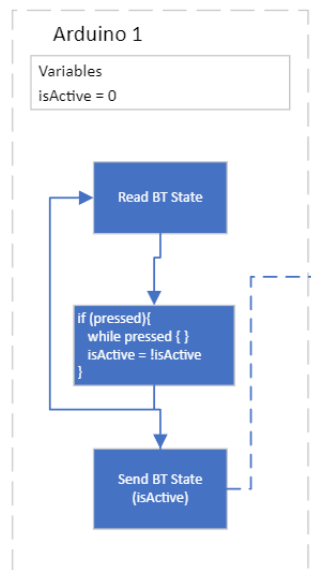 Arduino 1
Variables
isActive = 0
Read BT State
if (pressed){
while pressed { }
isActive = !isActive
}
Send BT State
(isActive)